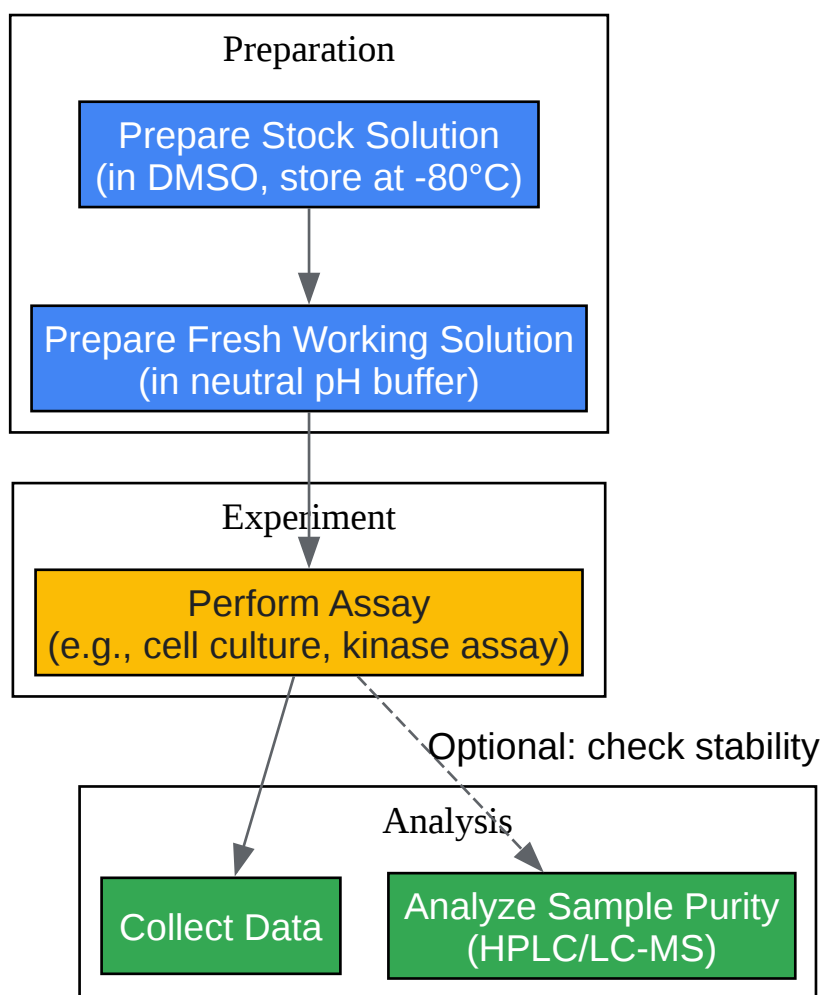 Preparation
Prepare Stock Solution
(in DMSO, store at -80°C)
Prepare Fresh Working Solution
(in neutral pH buffer)
Experiment
Perform Assay
(e.g., cell culture, kinase assay)
Optional: check stability
Analysis
Collect Data
Analyze Sample Purity
(HPLC/LC-MS)